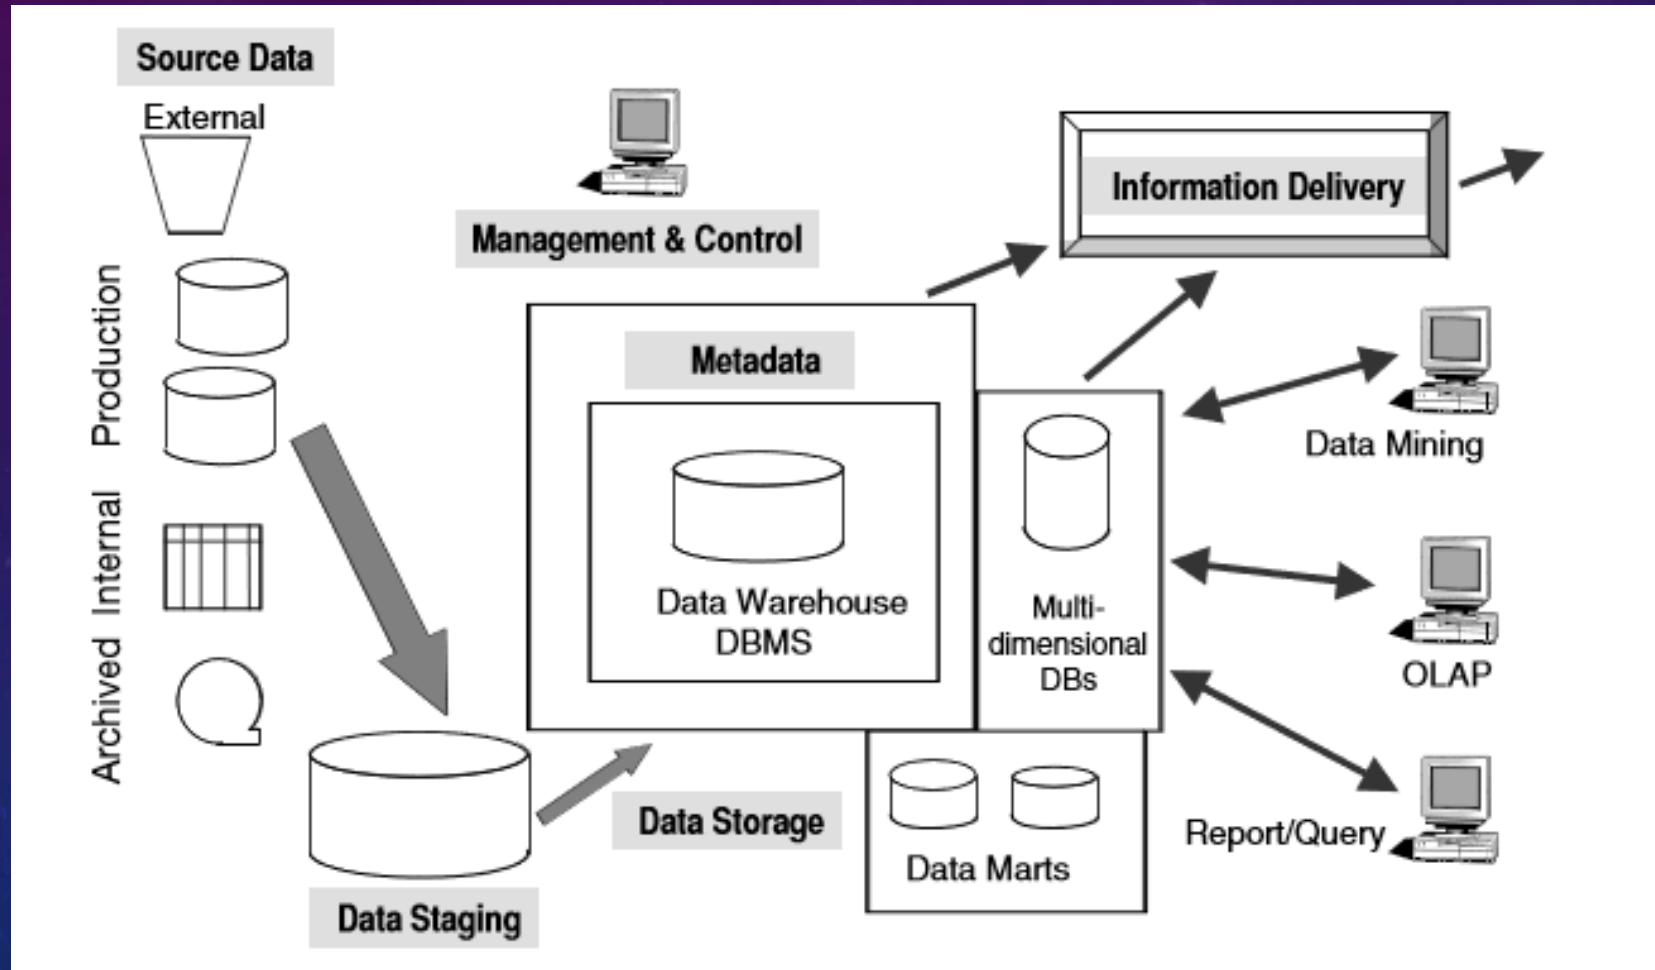 Source Data
External
Production
Internal
Archived
Management & Control
Information Delivery
Metadata
Data Warehouse
DBMS
Multi-
dimensional
DBs
Data Mining
OLAP
Report/Query
Data Storage
Data Marts
Data Staging